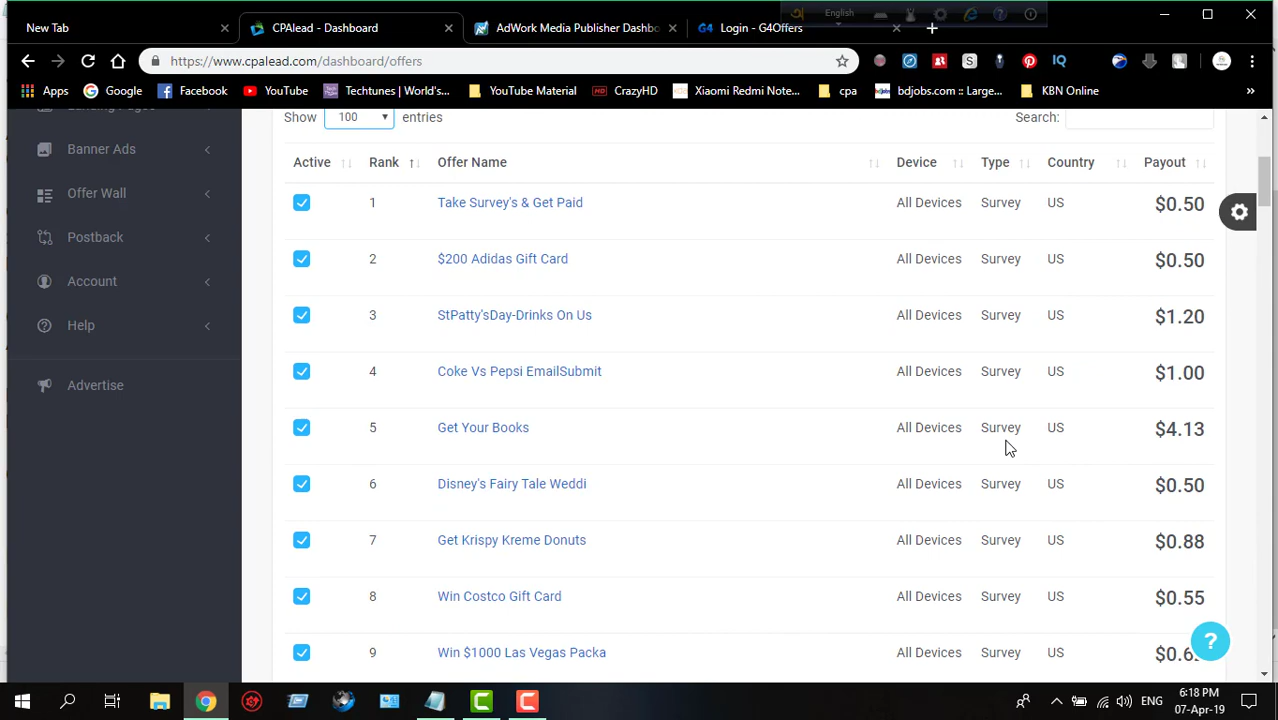 English
New Tab
CPAlead - Dashboard
AdWork Media Publisher Dashbo
G4 Login - G4Offers
https://www.cpalead.com/dashboard/offers
Apps
Google
Facebook
YouTube
Techtunes | World's...
YouTube Material
HD CrazyHD
Xiaomi Redmi Note...
cpa
bdjobs.com :: Large...
KBN Online
Landing Pages
Banner Ads
Offer Wall
Postback
Account
Help
Advertise
Show 100 entries
Search:
Active Rank Offer Name Device Type Country Payout
1 Take Survey's & Get Paid All Devices Survey US $0.50
2 $200 Adidas Gift Card All Devices Survey US $0.50
3 StPatty'sDay-Drinks On Us All Devices Survey US $1.20
4 Coke Vs Pepsi EmailSubmit All Devices Survey US $1.00
5 Get Your Books All Devices Survey US $4.13
6 Disney's Fairy Tale Weddi All Devices Survey US $0.50
7 Get Krispy Kreme Donuts All Devices Survey US $0.88
8 Win Costco Gift Card All Devices Survey US $0.55
9 Win $1000 Las Vegas Packa All Devices Survey US
ENG
6:18 PM
07-Apr-19